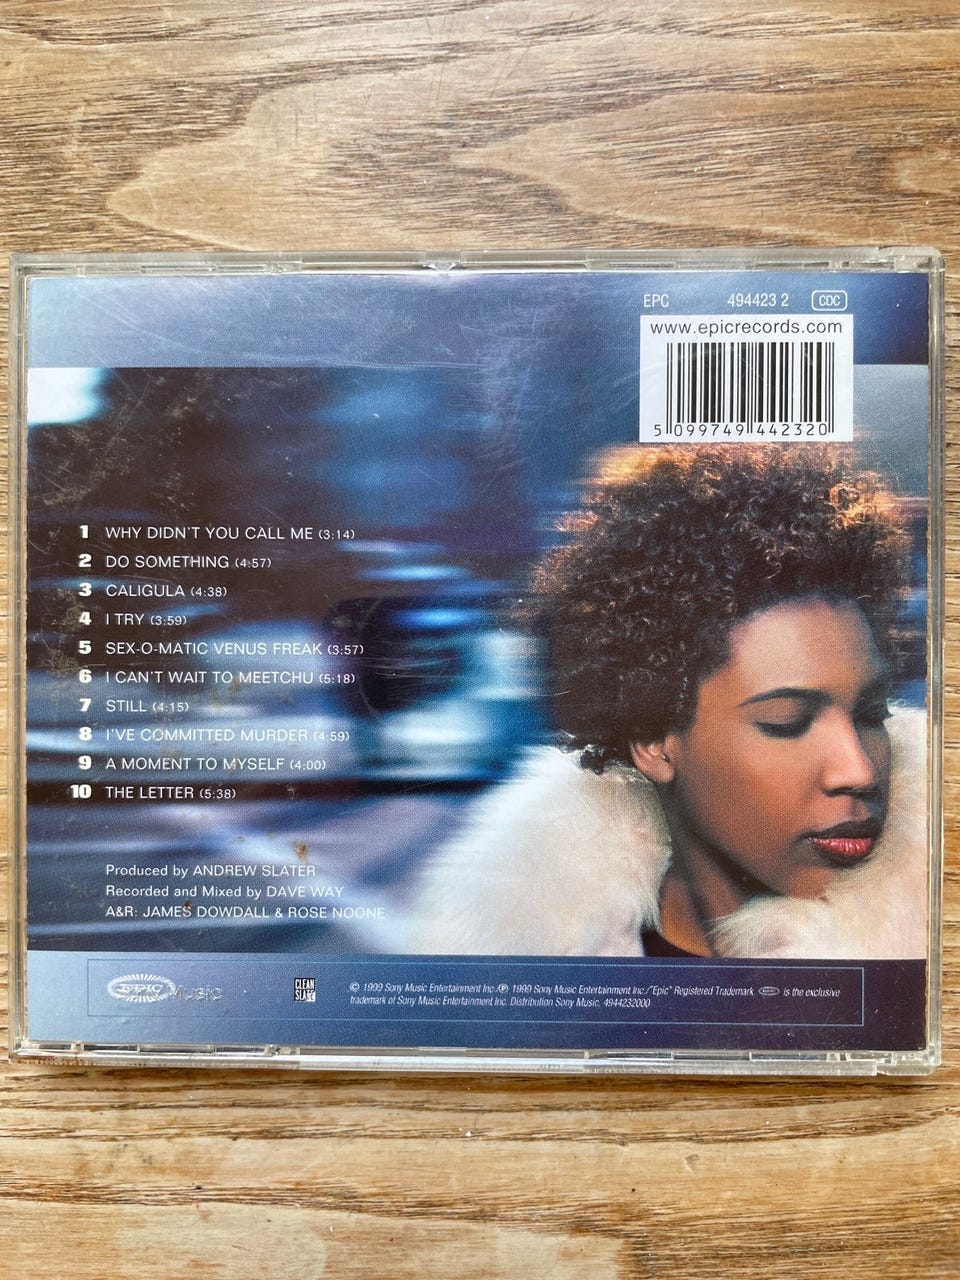 EPC 494423 2 CDC
www.epicrecords.com
5 099749 442320
1 WHY DIDN'T YOU CALL ME (3:14)
2 DO SOMETHING (4:57)
3 CALIGULA (4:38)
4 I TRY (3:59)
5 SEX-O-MATIC VENUS FREAK (3:57)
6 I CAN'T WAIT TO MEETCHU (5:18)
7 STILL (4:15)
8 I'VE COMMITTED MURDER (4:59)
9 A MOMENT TO MYSELF (4:00)
10 THE LETTER (5:38)
Produced by ANDREW SLATER
Recorded and Mixed by DAVE WAY
A&R: JAMES DOWDALL & ROSE NOONE
EPIC Music
CLEAN
SLATE
© 1999 Sony Music Entertainment Inc./℗ 1999 Sony Music Entertainment Inc./"Epic" Registered Trademark. EPIC is the exclusive
trademark of Sony Music Entertainment Inc. Distribution Sony Music. 4944232000